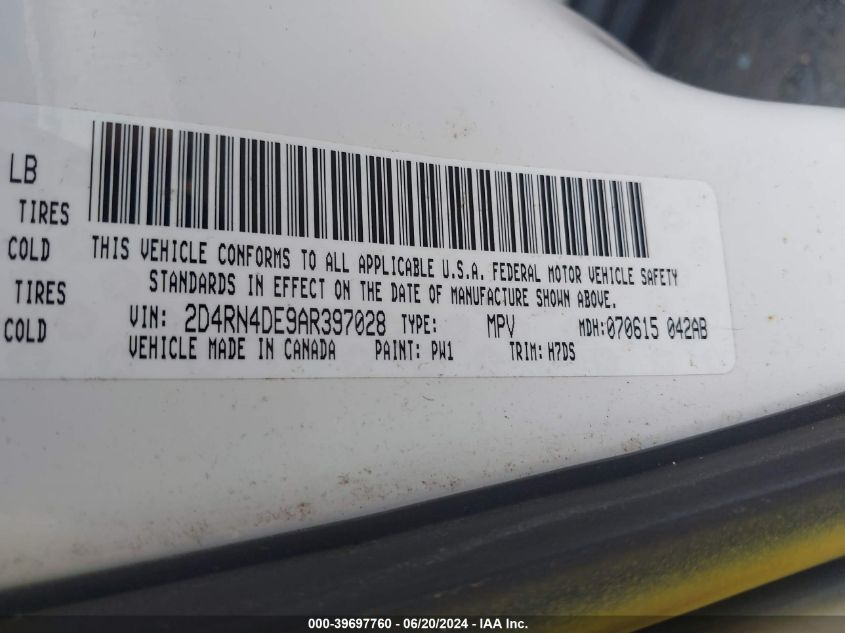 LB
TIRES
COLD
TIRES
COLD
THIS VEHICLE CONFORMS TO ALL APPLICABLE U.S.A. FEDERAL MOTOR VEHICLE SAFETY
STANDARDS IN EFFECT ON THE DATE OF MANUFACTURE SHOWN ABOVE.
VIN: 2D4RN4DE9AR397028 TYPE: MPV MDH:070615 042AB
VEHICLE MADE IN CANADA PAINT: PW1 TRIM: H7DS
000-39697760 - 06/20/2024 - IAA Inc.